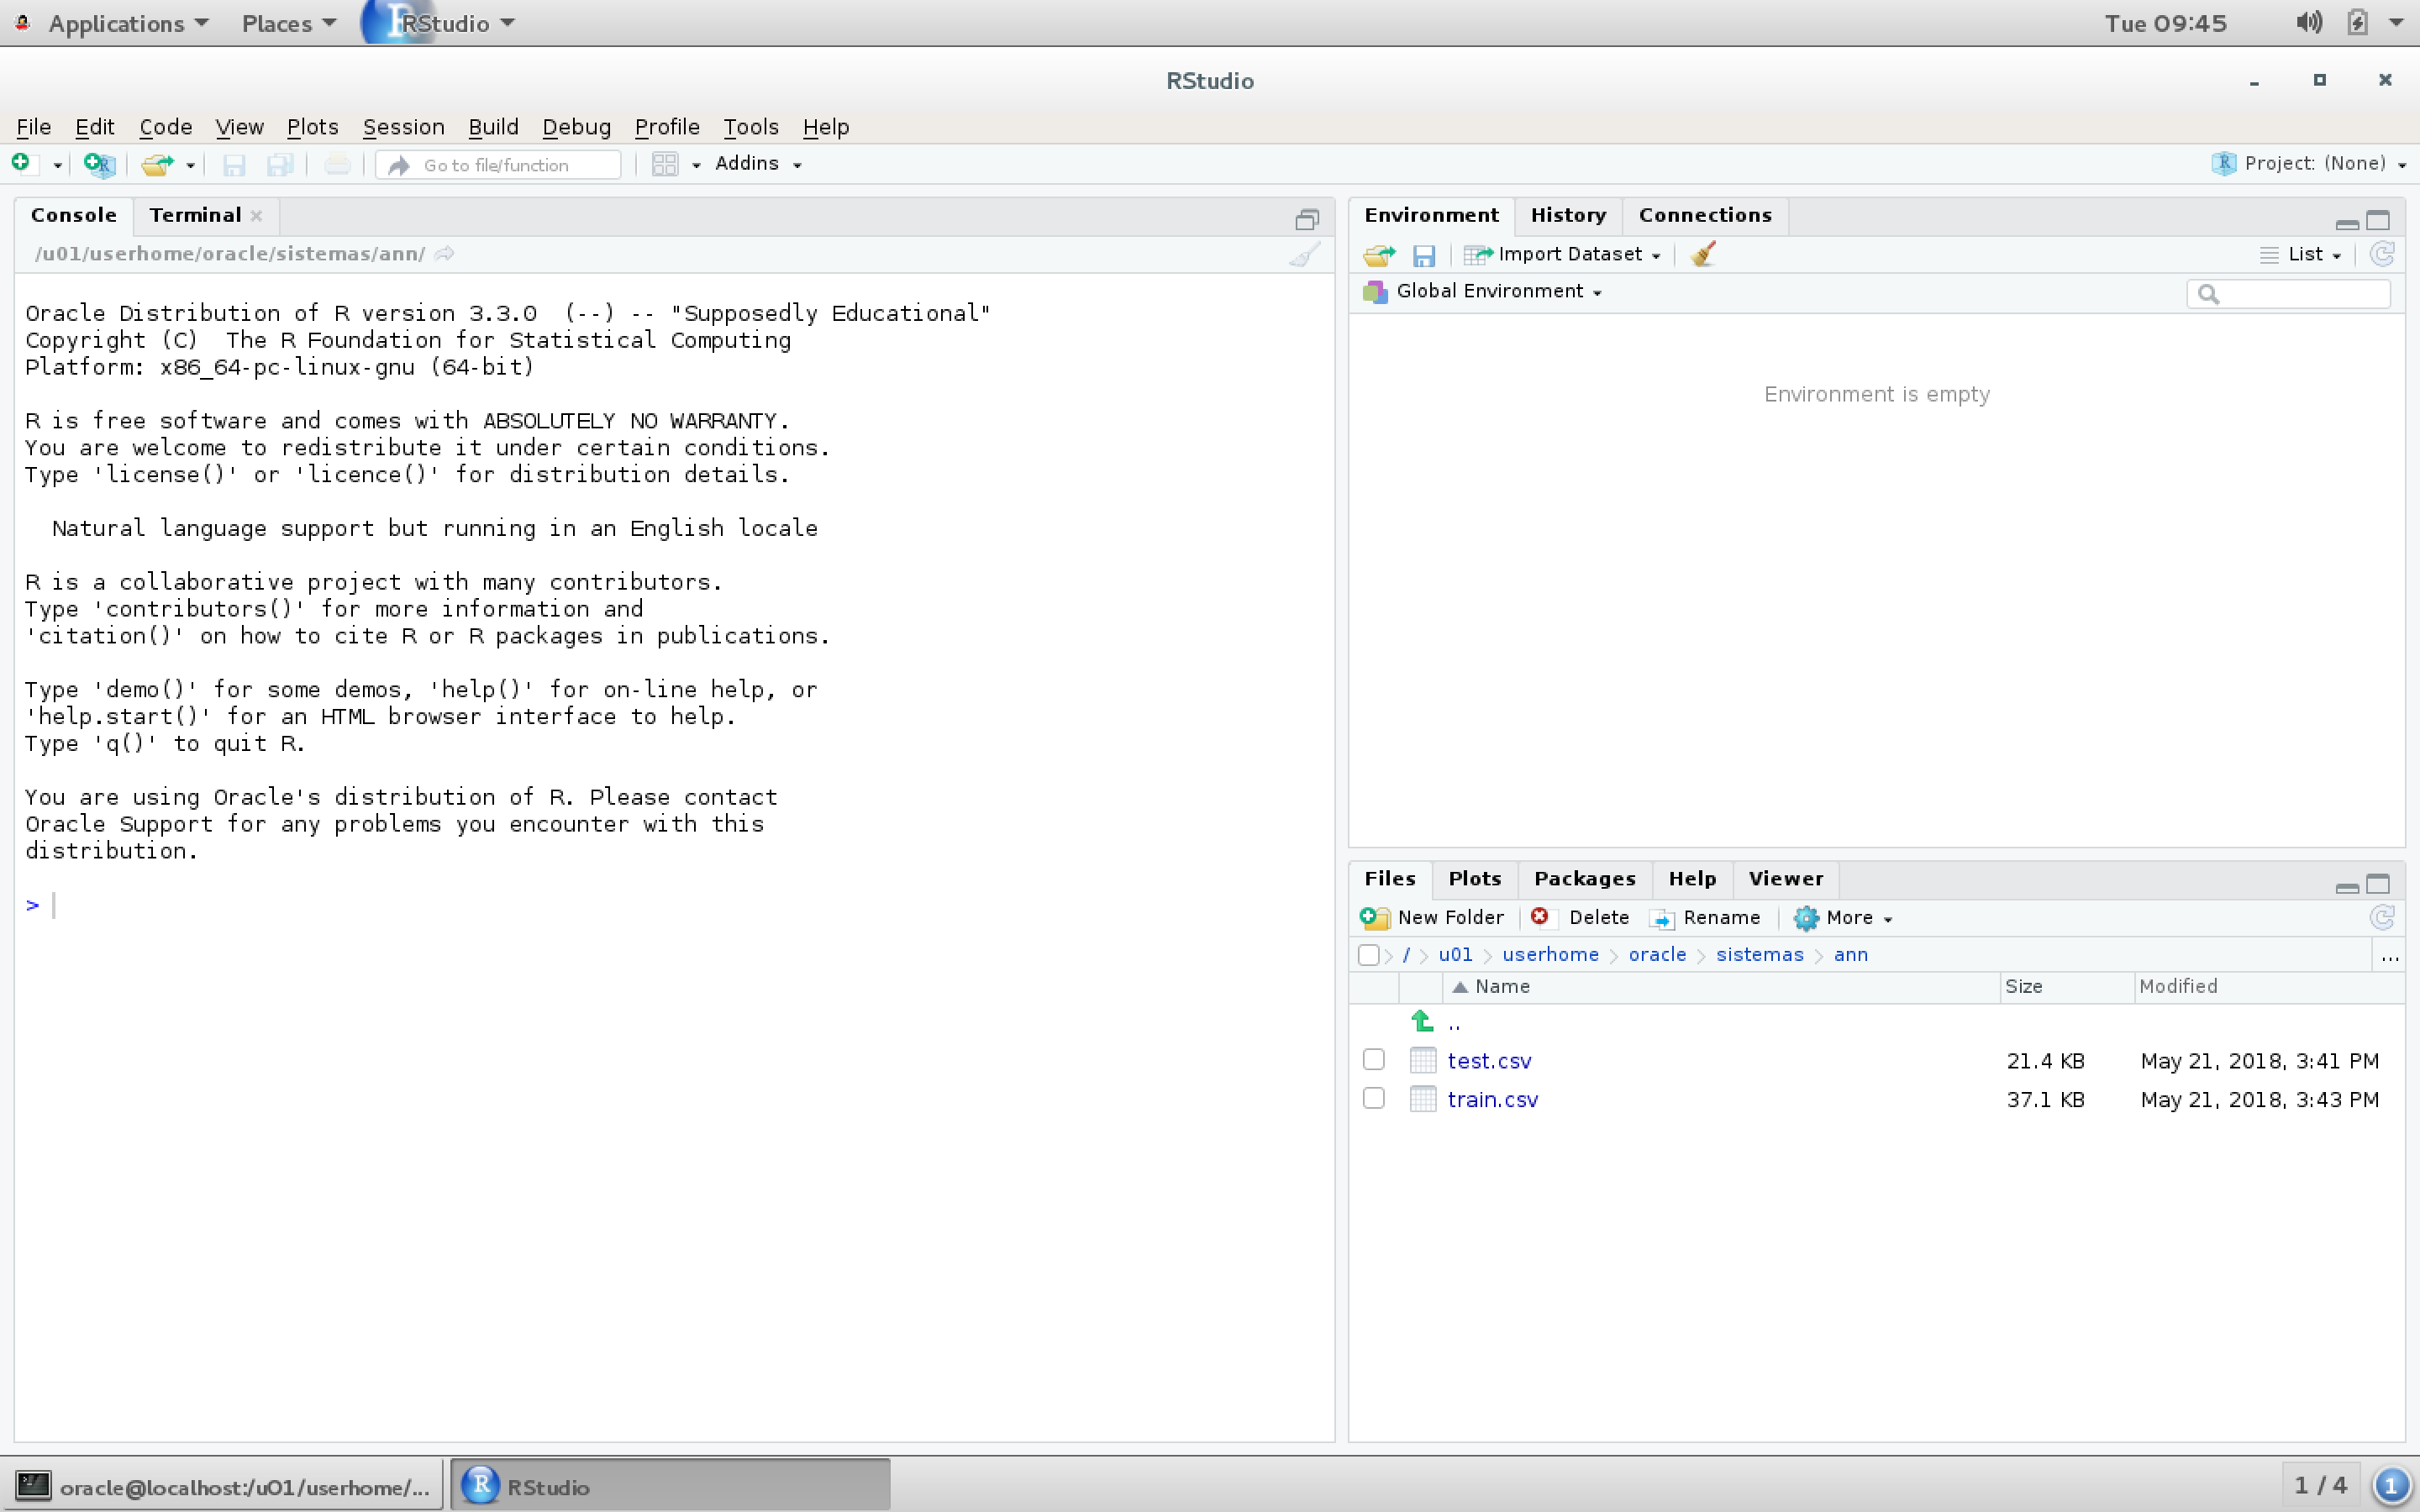 Applications Places RStudio Tue 09:45
RStudio
File Edit Code View Plots Session Build Debug Profile Tools Help
Go to file/function Addins Project: (None)
Console Terminal
/u01/userhome/oracle/sistemas/ann/
Oracle Distribution of R version 3.3.0  (--) -- "Supposedly Educational"
Copyright (C)  The R Foundation for Statistical Computing
Platform: x86_64-pc-linux-gnu (64-bit)
R is free software and comes with ABSOLUTELY NO WARRANTY.
You are welcome to redistribute it under certain conditions.
Type 'license()' or 'licence()' for distribution details.
Natural language support but running in an English locale
R is a collaborative project with many contributors.
Type 'contributors()' for more information and
'citation()' on how to cite R or R packages in publications.
Type 'demo()' for some demos, 'help()' for on-line help, or
'help.start()' for an HTML browser interface to help.
Type 'q()' to quit R.
You are using Oracle's distribution of R. Please contact
Oracle Support for any problems you encounter with this
distribution.
>
Environment History Connections
Import Dataset List
Global Environment
Environment is empty
Files Plots Packages Help Viewer
New Folder Delete Rename More
/ u01 userhome oracle sistemas ann ...
Name Size Modified
..
test.csv 21.4 KB May 21, 2018, 3:41 PM
train.csv 37.1 KB May 21, 2018, 3:43 PM
oracle@localhost:/u01/userhome/... RStudio 1 / 4 1